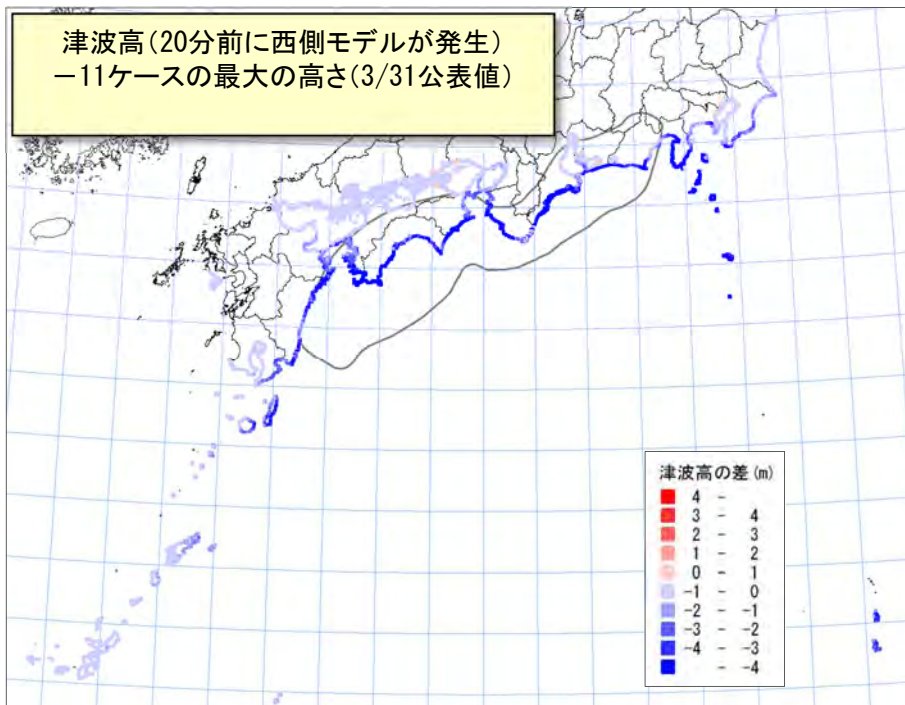 津波高(20分前に西側モデルが発生)
－11ケースの最大の高さ(3/31公表値)
津波高の差(m)
4 -
3 - 4
2 - 3
1 - 2
0 - 1
-1 - 0
-2 - -1
-3 - -2
-4 - -3
- -4